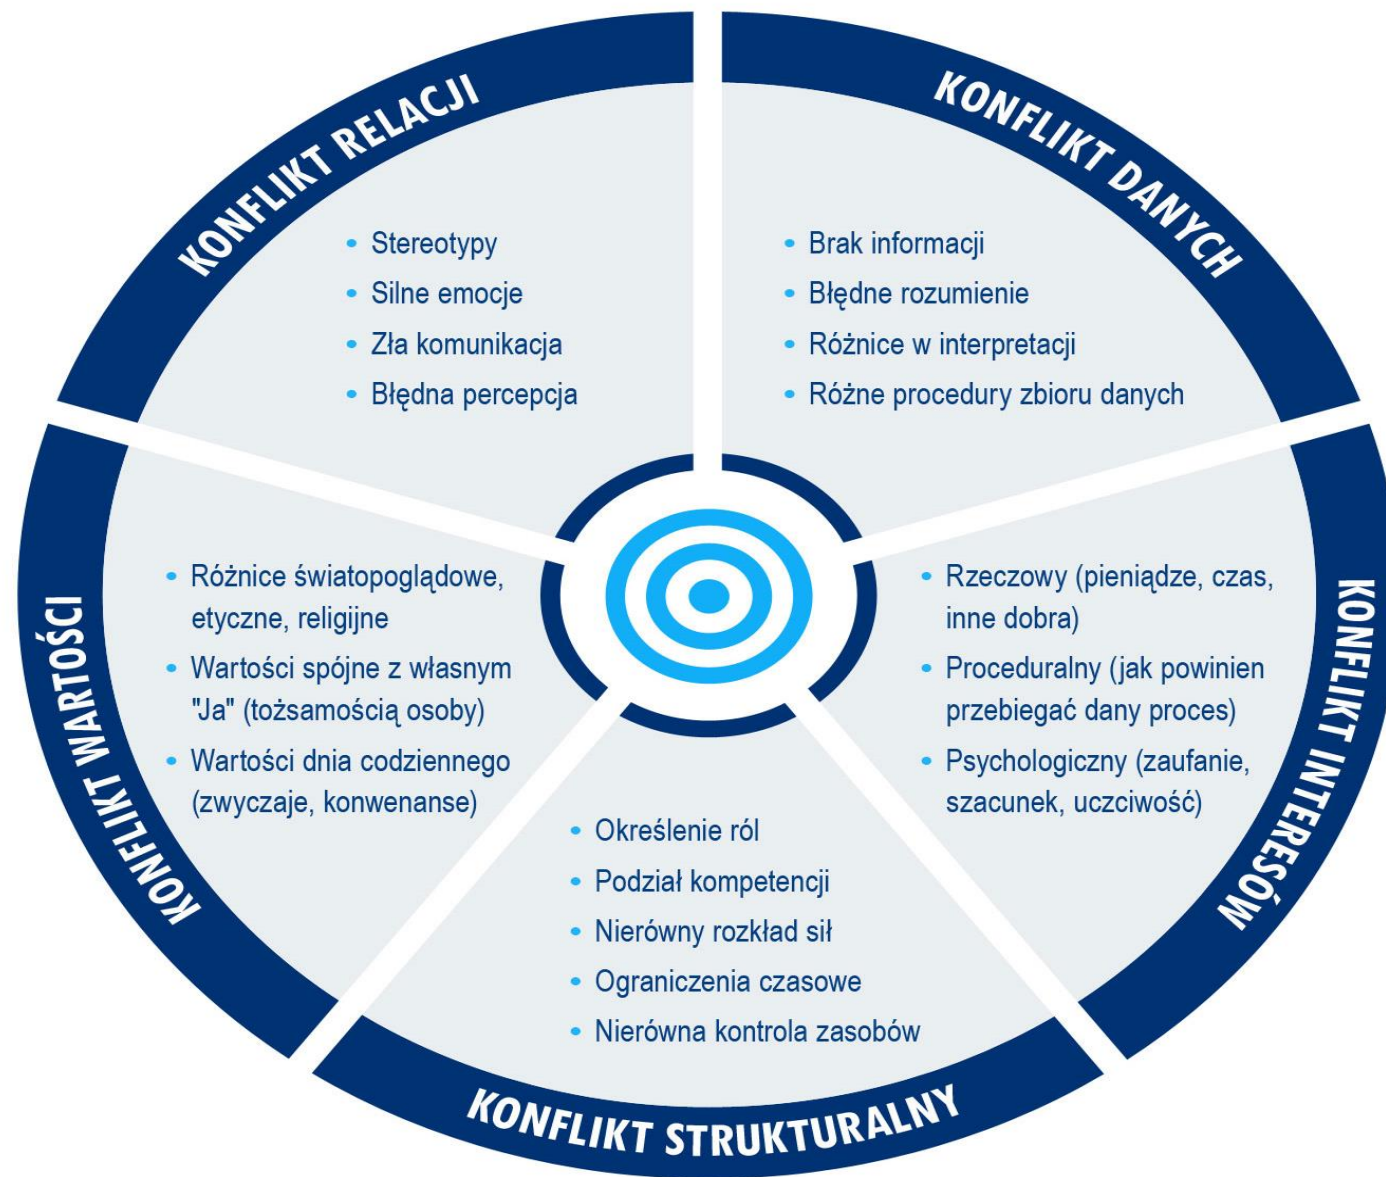 KONFLIKT RELACJI
• Stereotypy
• Silne emocje
• Zła komunikacja
• Błędna percepcja
KONFLIKT DANYCH
• Brak informacji
• Błędne rozumienie
• Różnice w interpretacji
• Różne procedury zbioru danych
KONFLIKT INTERESÓW
• Rzeczowy (pieniądze, czas,
inne dobra)
• Proceduralny (jak powinien
przebiegać dany proces)
• Psychologiczny (zaufanie,
szacunek, uczciwość)
KONFLIKT STRUKTURALNY
• Określenie ról
• Podział kompetencji
• Nierówny rozkład sił
• Ograniczenia czasowe
• Nierówna kontrola zasobów
KONFLIKT WARTOŚCI
• Różnice światopoglądowe,
etyczne, religijne
• Wartości spójne z własnym
"Ja" (tożsamością osoby)
• Wartości dnia codziennego
(zwyczaje, konwenanse)